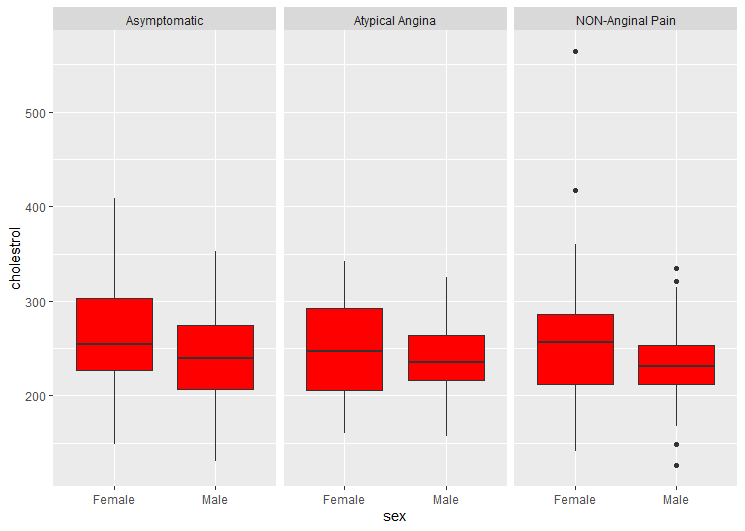 Asymptomatic
Atypical Angina
NON-Anginal Pain
500
400
300
200
cholestrol
Female
Male
Female
Male
Female
Male
sex